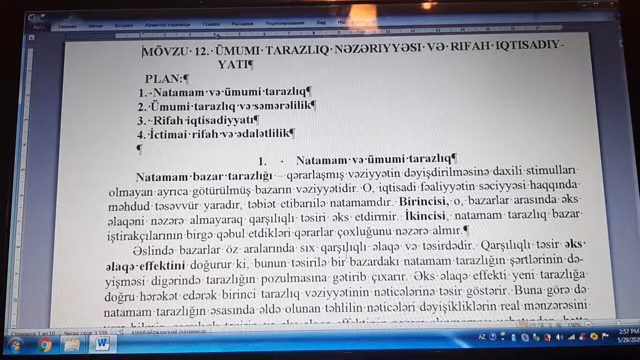 MÖVZU 12. ÜMUMI TARAZLIQ NƏZƏRIYYƏSI VƏ RIFAH IQTISADIY-
YATI¶
PLAN:¶
1. Natamam və ümumi tarazlıq¶
2. Ümumi tarazlıq və səmərəlilik¶
3. Rifah iqtisadiyyatı¶
4. İctimai rifah və ədalətlilik¶
¶
1. Natamam və ümumi tarazlıq¶
Natamam bazar tarazlığı – qərarlaşmış vəziyyətin dəyişdirilməsinə daxili stimulları
olmayan ayrıca götürülmüş bazarın vəziyyətidir. O, iqtisadi fəaliyyətin səciyyəsi haqqında
məhdud təsəvvür yaradır, təbiət etibarilə natamamdır. Birincisi, o, bazarlar arasında əks
əlaqəni nəzərə almayaraq qarşılıqlı təsiri əks etdirmir. İkincisi, natamam tarazlıq bazar
iştirakçılarının birgə qəbul etdikləri qərarlar çoxluğunu nəzərə almır.¶
Əslində bazarlar öz aralarında sıx qarşılıqlı əlaqə və təsirdədir. Qarşılıqlı təsir əks
əlaqə effektini doğurur ki, bunun təsirilə bir bazardakı natamam tarazlığın şərtlərinin də-
yişməsi digərində tarazlığın pozulmasına gətirib çıxarır. Əks əlaqə effekti yeni tarazlığa
doğru hərəkət edərək birinci tarazlıq vəziyyətinin nəticələrinə təsir göstərir. Buna görə də
natamam tarazlığın əsasında əldə olunan təhlilin nəticələri dəyişikliklərin real mənzərəsini
AZ
2:57 PM